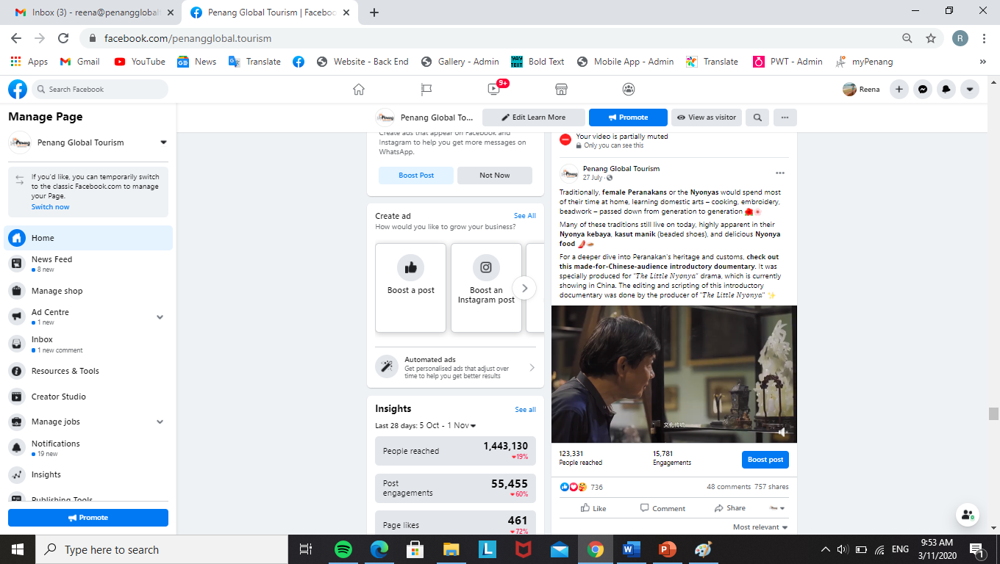 Inbox (3) - reena@penangglobalt
Penang Global Tourism | Faceboo
facebook.com/penangglobal.tourism
R
Apps
Gmail
YouTube
News
Translate
Website - Back End
Gallery - Admin
YAY TEXT
Bold Text
Mobile App - Admin
Translate
PWT - Admin
myPenang
»
Search Facebook
9+
Reena
Manage Page
Penang Global Tourism
If you'd like, you can temporarily switch
to the classic Facebook.com to manage
your Page.
Switch now
Home
News Feed
8 new
Manage shop
Ad Centre
1 new
Inbox
1 new comment
Resources & Tools
Creator Studio
Manage jobs
Notifications
19 new
Insights
Publishing Tools
Promote
Penang Global To...
Edit Learn More
Promote
View as visitor
Create ads that appear on Facebook and
Instagram to help you get more messages on
WhatsApp.
Boost Post
Not Now
Create ad
See All
How would you like to grow your business?
Boost a post
Boost an
Instagram post
Automated ads
Get personalised ads that adjust over
time to help you get better results
Insights
See all
Last 28 days: 5 Oct - 1 Nov
People reached
1,443,130
19%
Post
engagements
55,455
60%
Page likes
461
72%
Your video is partially muted
Only you can see this
Penang Global Tourism
27 July ·
Traditionally, female Peranakans or the Nyonyas would spend most
of their time at home, learning domestic arts – cooking, embroidery,
beadwork – passed down from generation to generation 🌺🌸
Many of these traditions still live on today, highly apparent in their
Nyonya kebaya, kasut manik (beaded shoes), and delicious Nyonya
food 🌶️🥧
For a deeper dive into Peranakan's heritage and customs, check out
this made-for-Chinese-audience introductory doumentary. It was
specially produced for "The Little Nyonya" drama, which is currently
showing in China. The editing and scripting of this introductory
documentary was done by the producer of "The Little Nyonya" ✨
文化传统
123,331
People reached
15,781
Engagements
Boost post
736
48 comments 757 shares
Like
Comment
Share
Most relevant
0
Type here to search
L
ENG
9:53 AM
3/11/2020
1